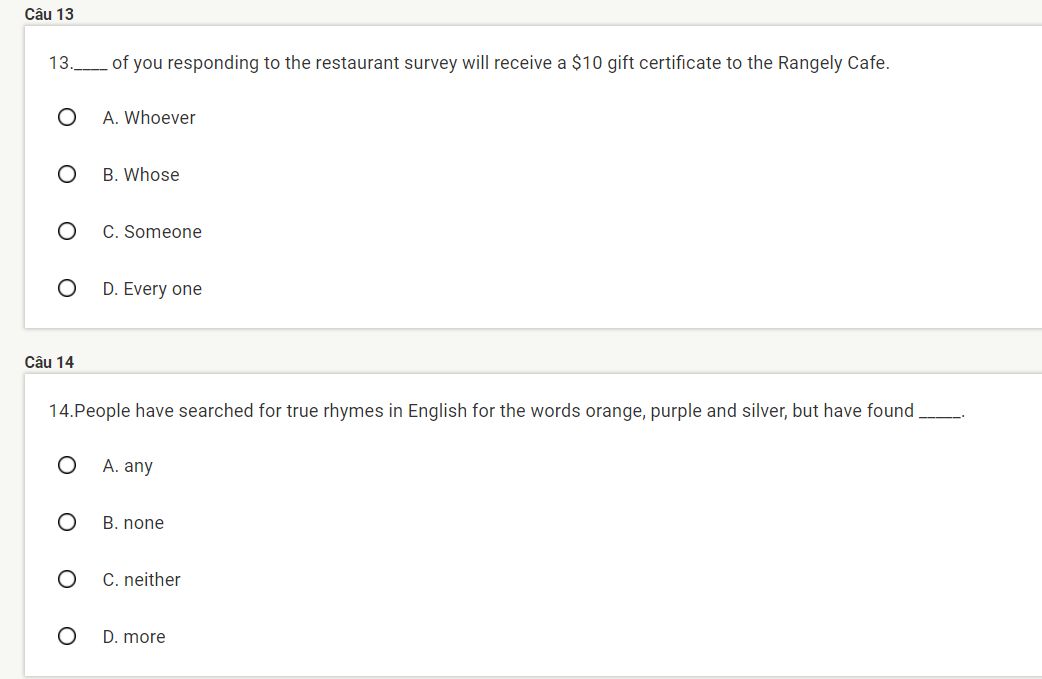 Câu 13
13.____ of you responding to the restaurant survey will receive a $10 gift certificate to the Rangely Cafe.
A. Whoever
B. Whose
C. Someone
D. Every one
Câu 14
14.People have searched for true rhymes in English for the words orange, purple and silver, but have found _____.
A. any
B. none
C. neither
D. more